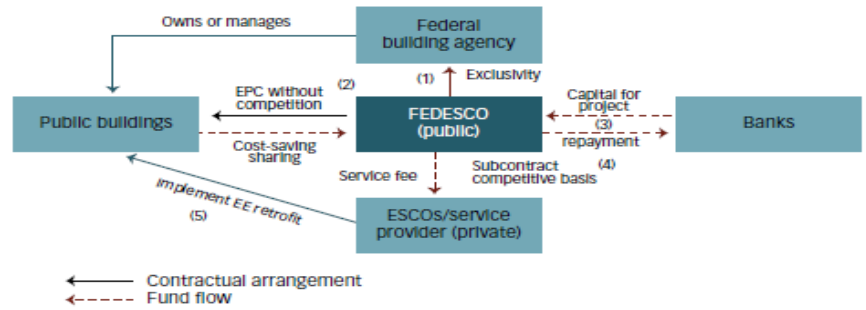 Owns or manages
Federal
building agency
(1)
Exclusivity
EPC without
competition
(2)
Public buildings
Cost-saving
sharing
FEDESCO
(public)
Capital for
project
(3)
repayment
Banks
Service fee
Subcontract
competitive basis
(4)
Implement EE retrofit
(5)
ESCOs/service
provider (private)
Contractual arrangement
Fund flow